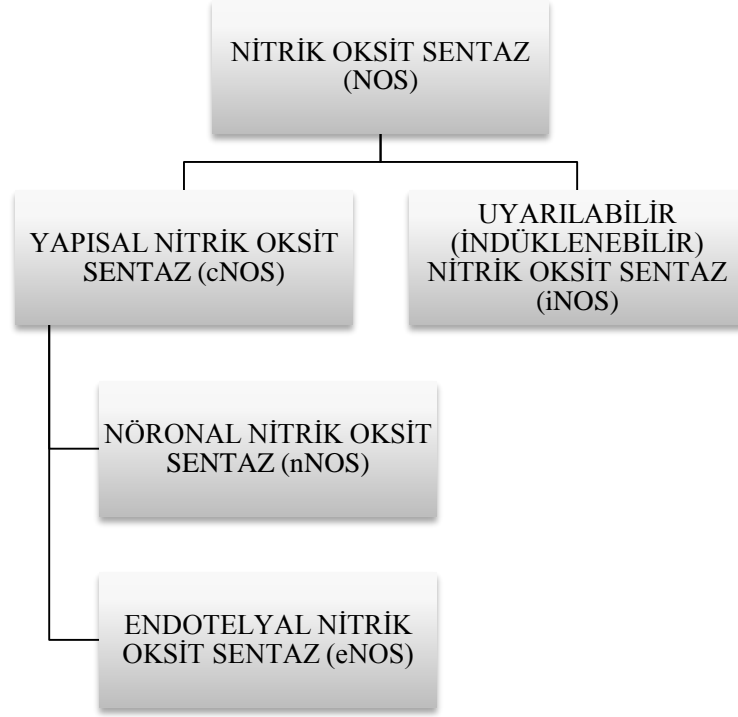 NİTRİK OKSİT SENTAZ
(NOS)
YAPISAL NİTRİK OKSİT
SENTAZ (cNOS)
UYARILABİLİR
(İNDÜKLENEBİLİR)
NİTRİK OKSİT SENTAZ
(iNOS)
NÖRONAL NİTRİK OKSİT
SENTAZ (nNOS)
ENDOTELYAL NİTRİK
OKSİT SENTAZ (eNOS)